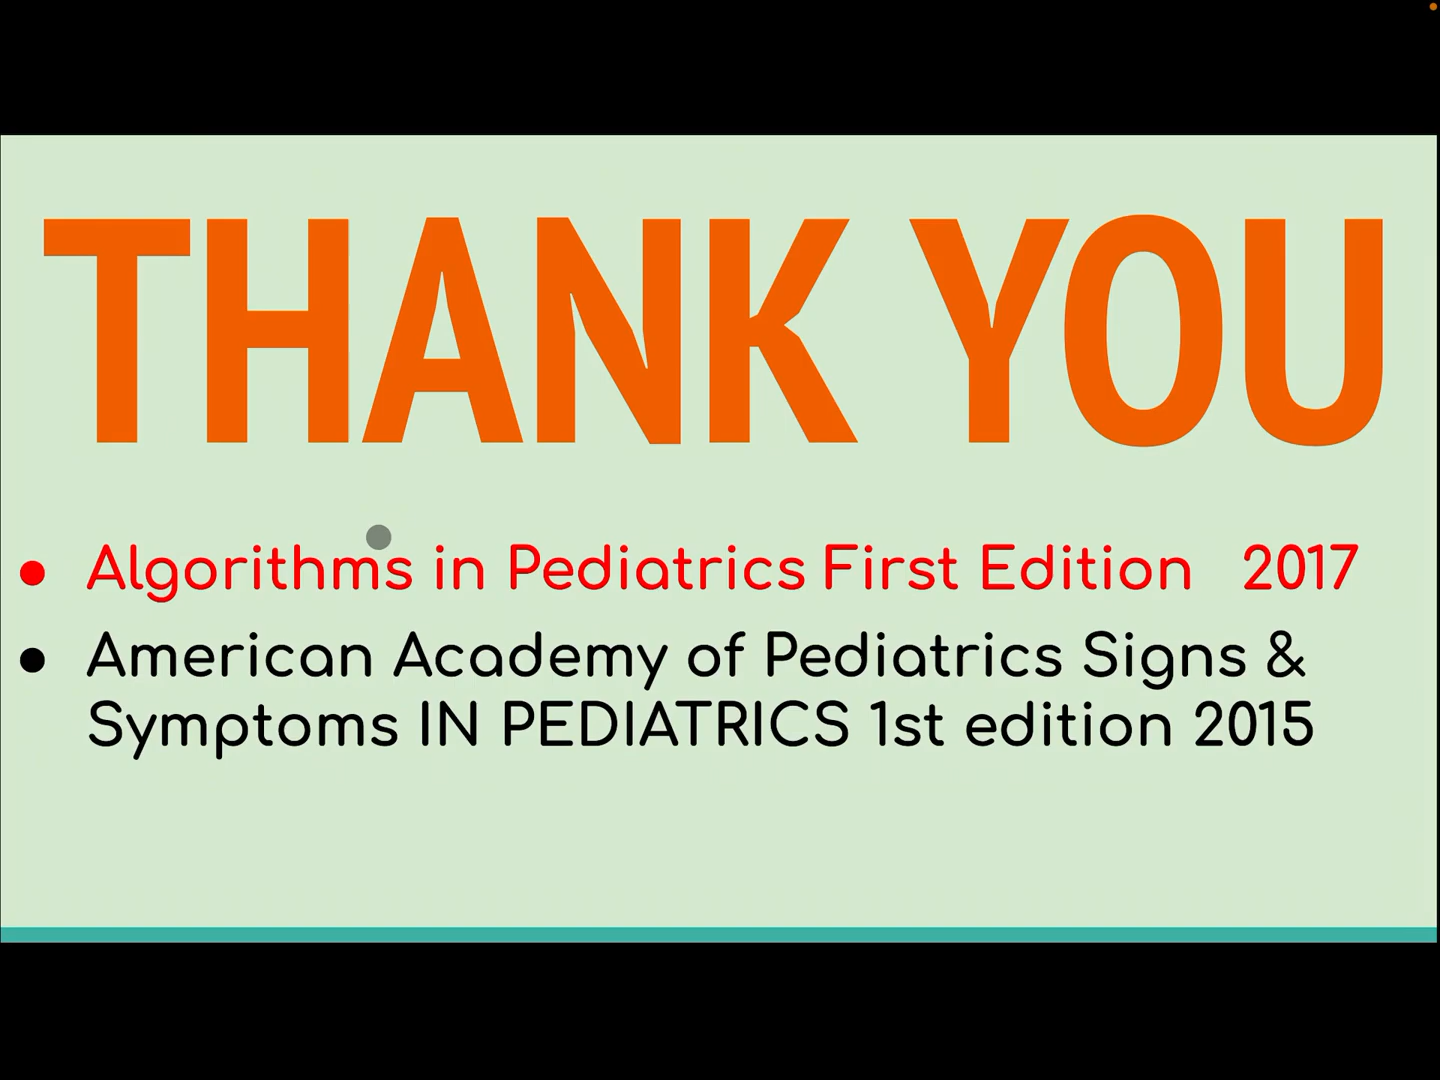 THANK YOU
● Algorithms in Pediatrics First Edition 2017
● American Academy of Pediatrics Signs &
Symptoms IN PEDIATRICS 1st edition 2015